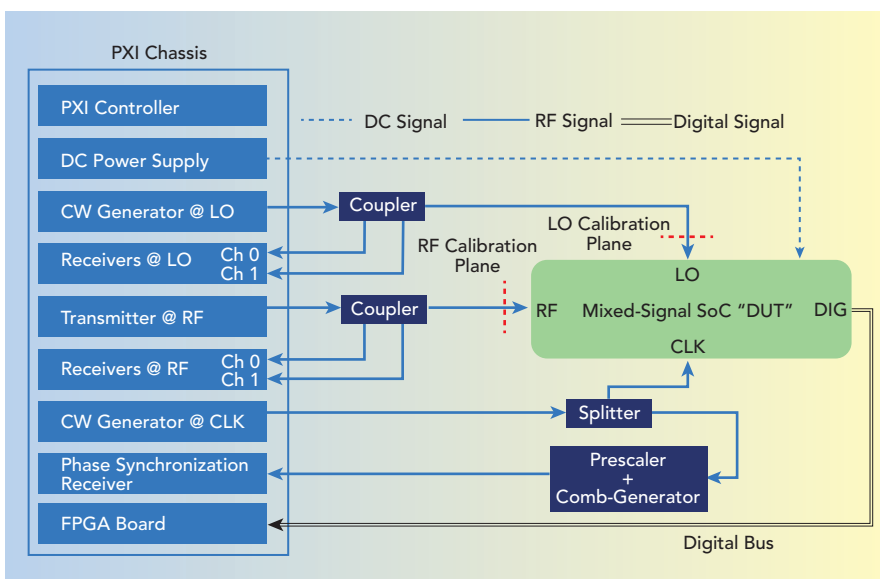 PXI Chassis
PXI Controller
DC Signal
RF Signal
Digital Signal
DC Power Supply
CW Generator @ LO
Coupler
LO Calibration
Plane
RF Calibration
Plane
Receivers @ LO
Ch 0
Ch 1
LO
Transmitter @ RF
Coupler
RF
Mixed-Signal SoC “DUT”
DIG
CLK
Receivers @ RF
Ch 0
Ch 1
CW Generator @ CLK
Splitter
Phase Synchronization
Receiver
Prescaler
+
Comb-Generator
FPGA Board
Digital Bus